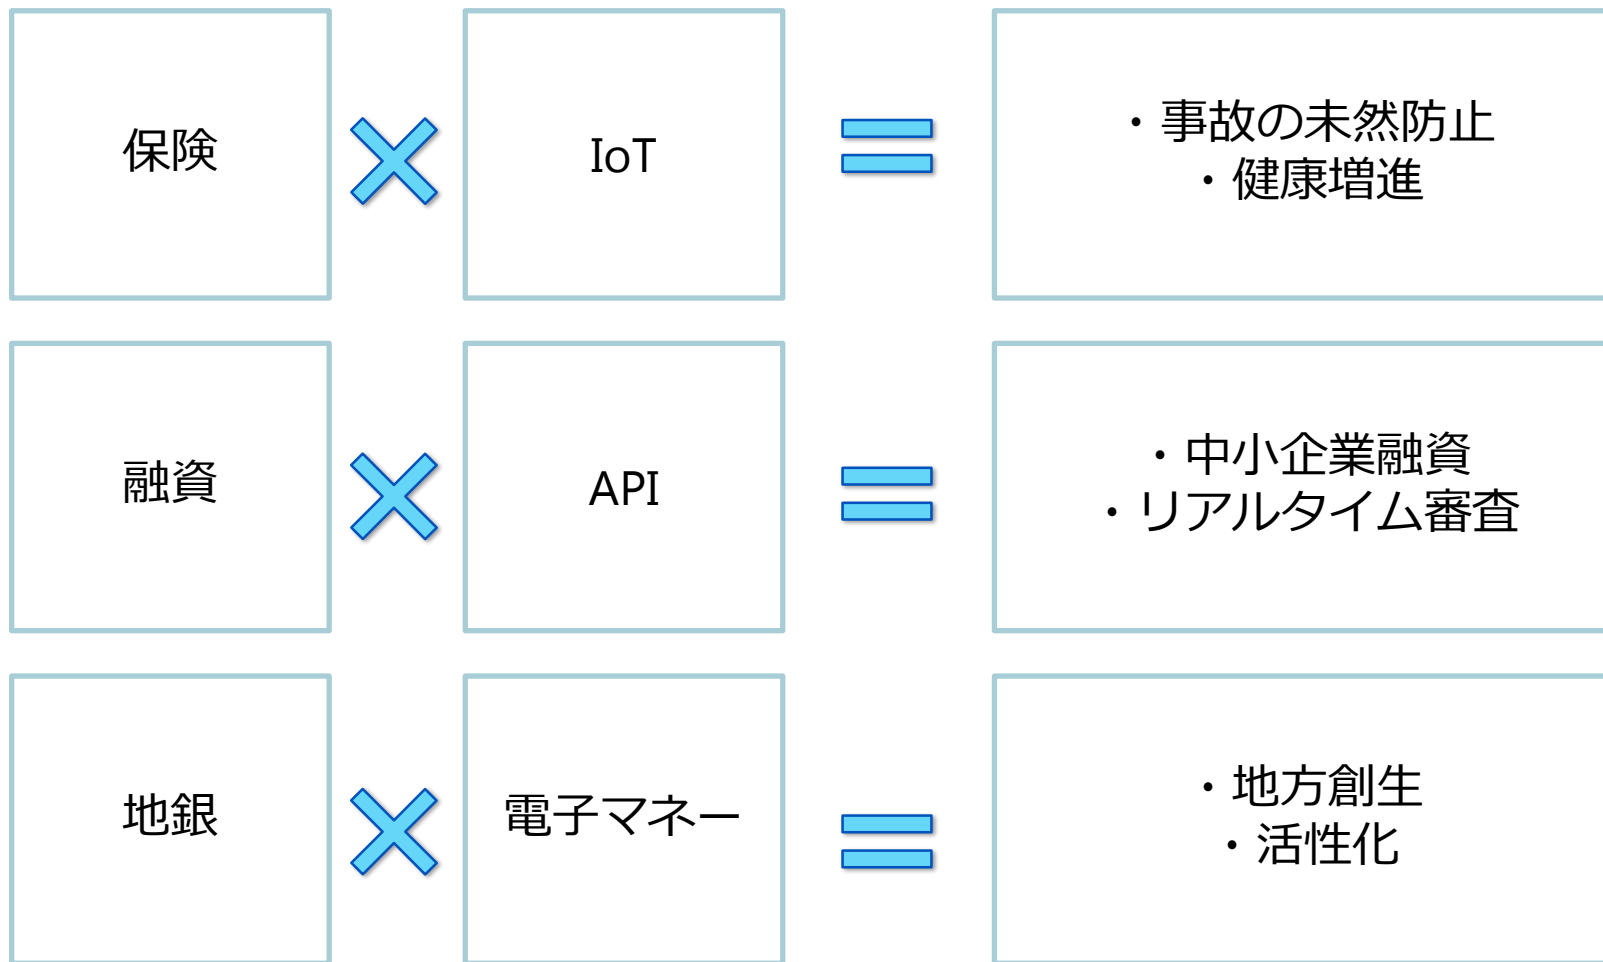 保険
IoT
・事故の未然防止
・健康増進
融資
API
・中小企業融資
・リアルタイム審査
地銀
電子マネー
・地方創生
・活性化